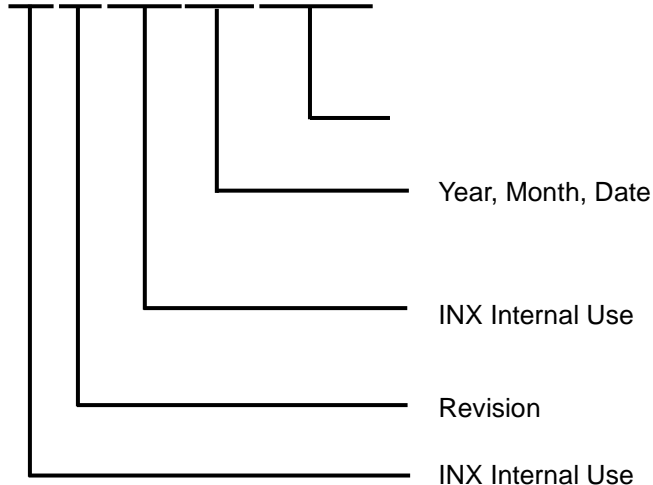 Year, Month, Date
INX Internal Use
Revision
INX Internal Use